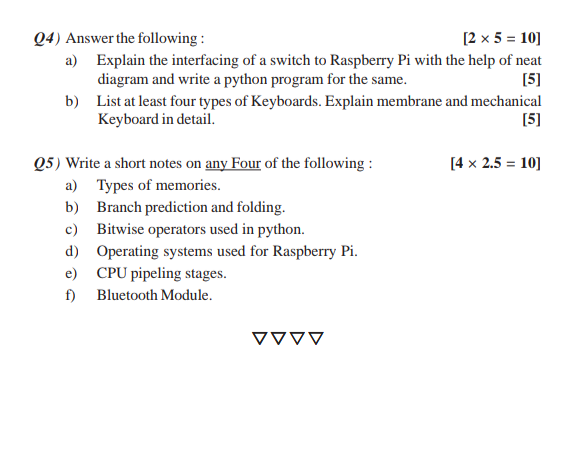 Q4) Answer the following : [2 × 5 = 10]
a) Explain the interfacing of a switch to Raspberry Pi with the help of neat
diagram and write a python program for the same. [5]
b) List at least four types of Keyboards. Explain membrane and mechanical
Keyboard in detail. [5]
Q5) Write a short notes on any Four of the following : [4 × 2.5 = 10]
a) Types of memories.
b) Branch prediction and folding.
c) Bitwise operators used in python.
d) Operating systems used for Raspberry Pi.
e) CPU pipeling stages.
f) Bluetooth Module.